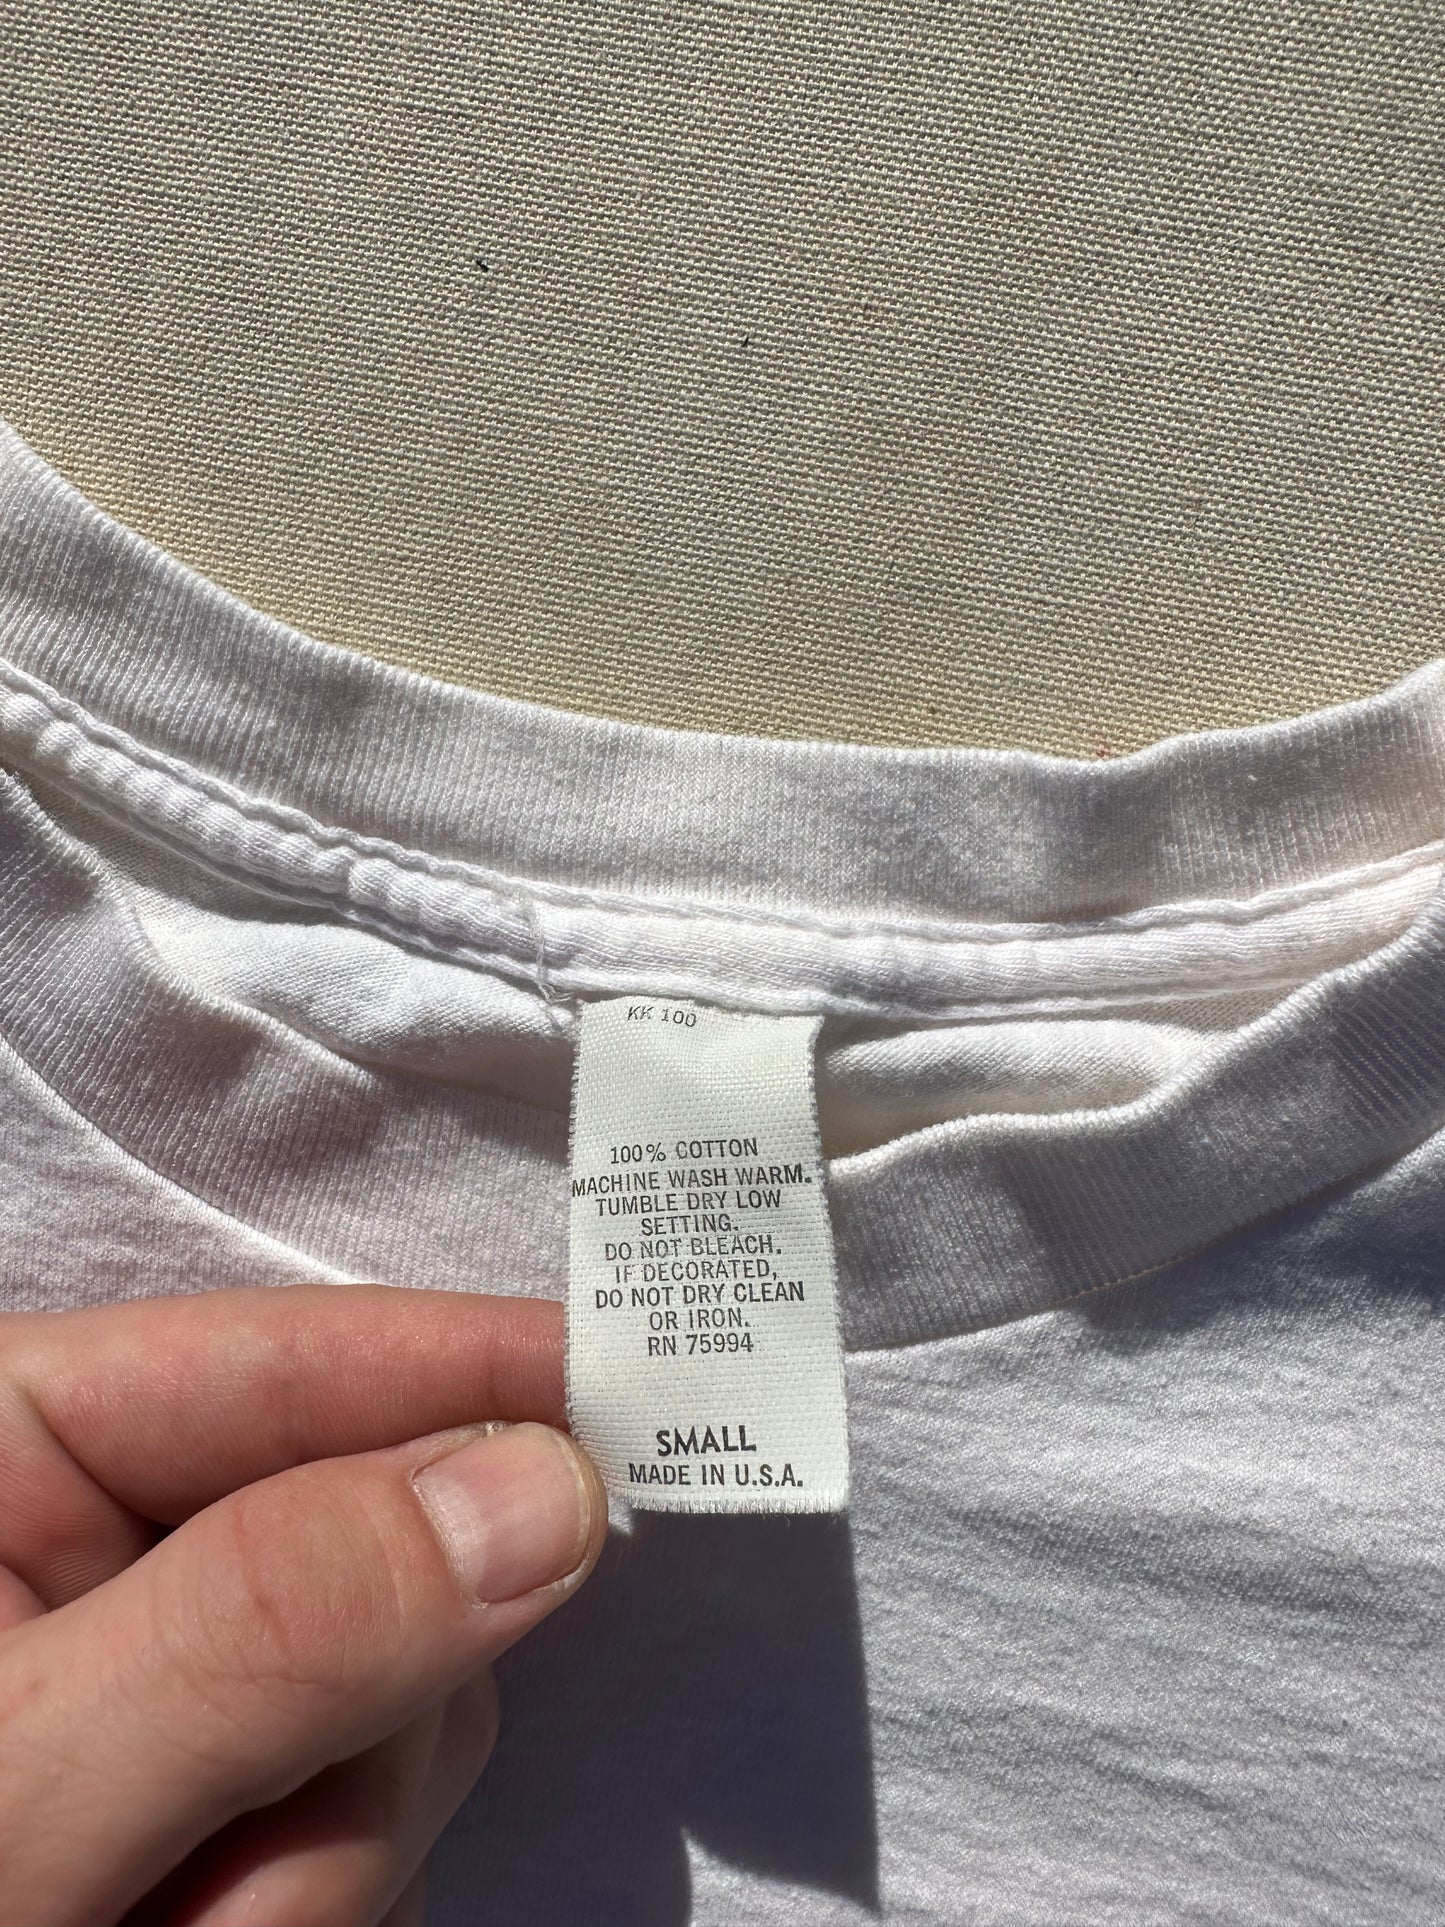 KK 100
100% COTTON
MACHINE WASH WARM.
TUMBLE DRY LOW
SETTING.
DO NOT BLEACH.
IF DECORATED,
DO NOT DRY CLEAN
OR IRON.
RN 75994
SMALL
MADE IN U.S.A.